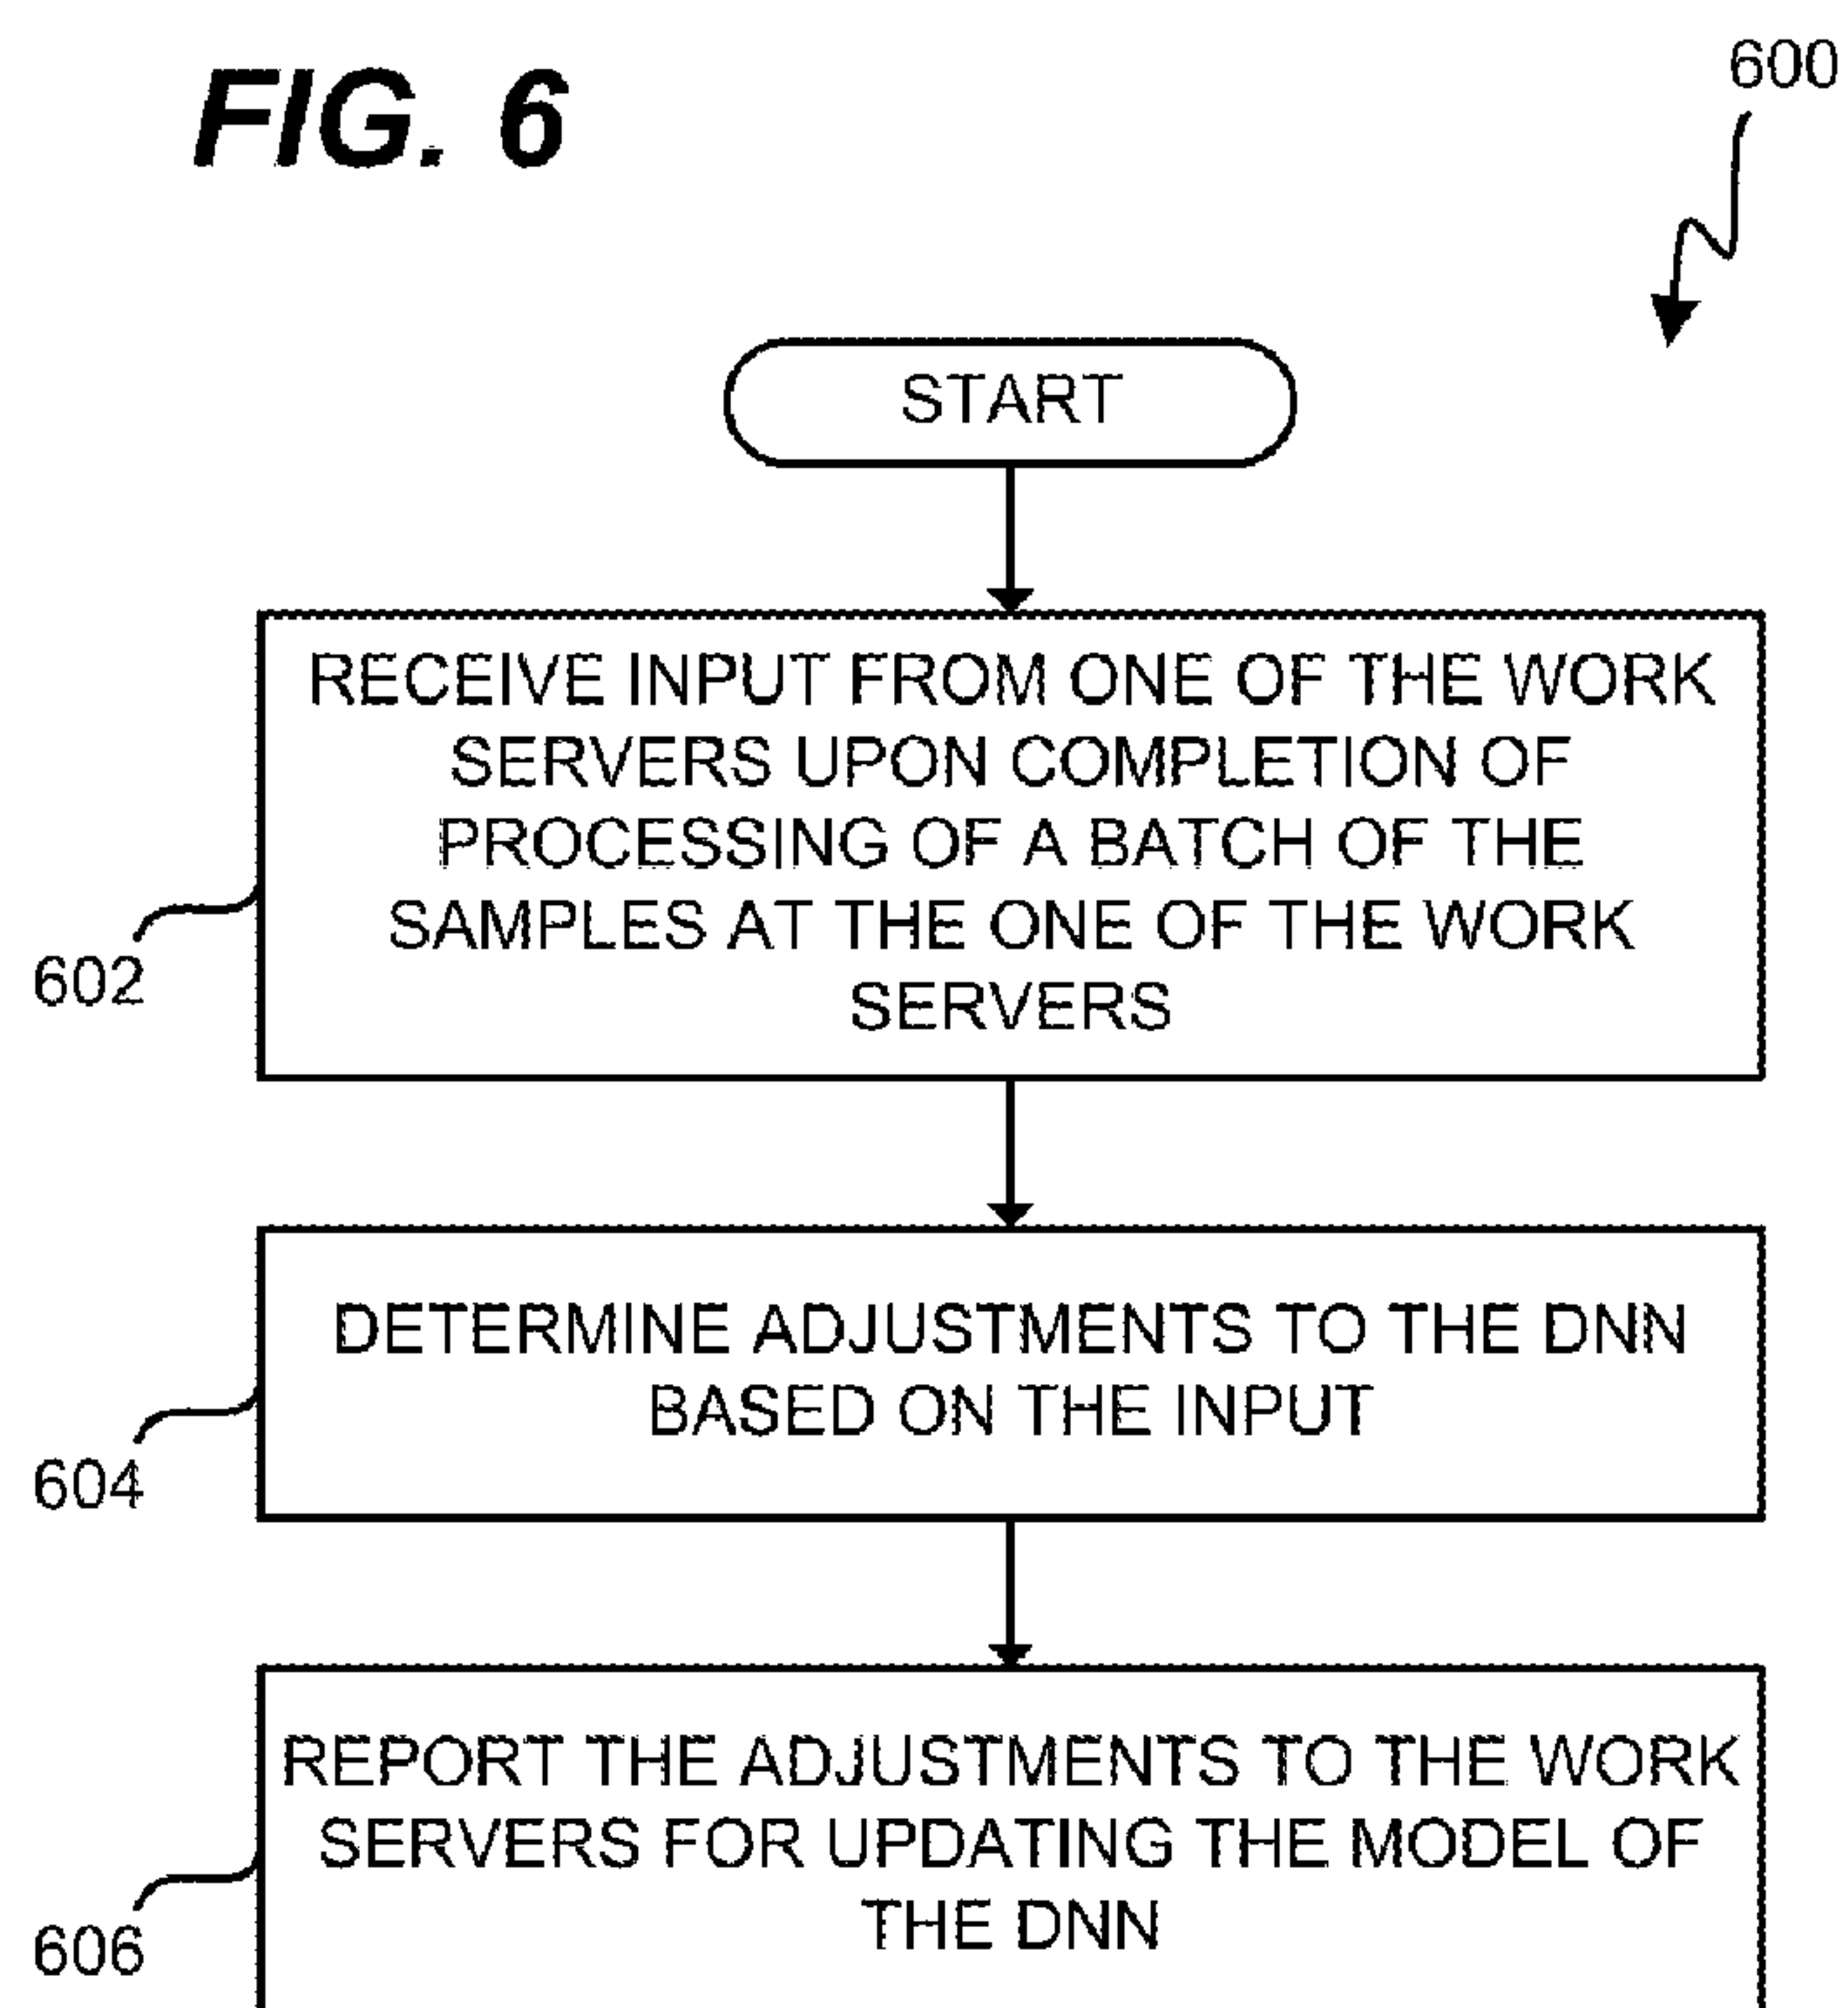 FIG. 6
600
START
RECEIVE INPUT FROM ONE OF THE WORK
SERVERS UPON COMPLETION OF
PROCESSING OF A BATCH OF THE
SAMPLES AT THE ONE OF THE WORK
SERVERS
602
DETERMINE ADJUSTMENTS TO THE DNN
BASED ON THE INPUT
604
REPORT THE ADJUSTMENTS TO THE WORK
SERVERS FOR UPDATING THE MODEL OF
THE DNN
606